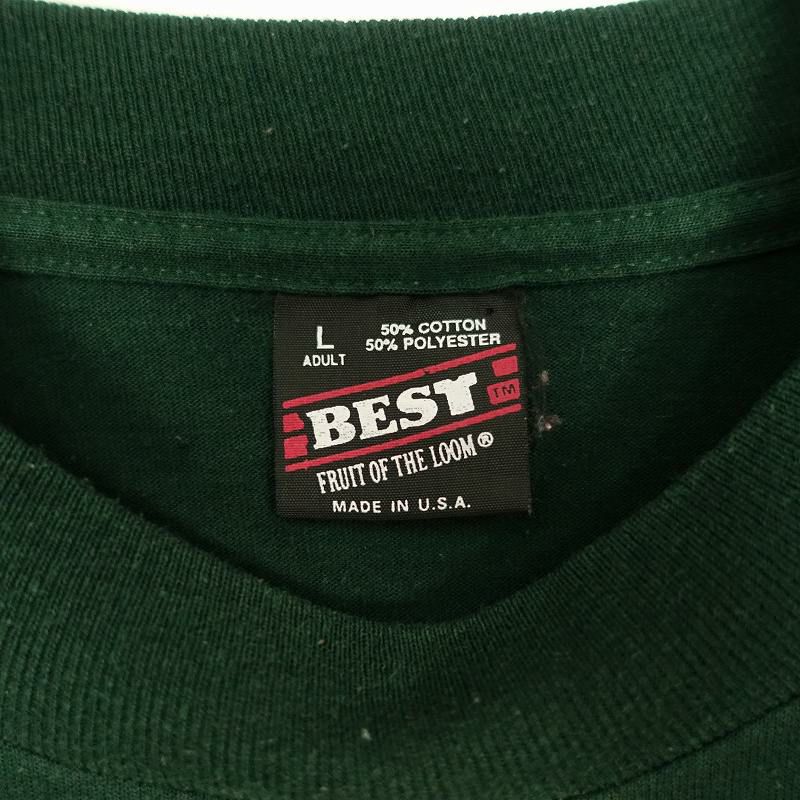 L
ADULT
50% COTTON
50% POLYESTER
BEST TM
FRUIT OF THE LOOM®
MADE IN U.S.A.